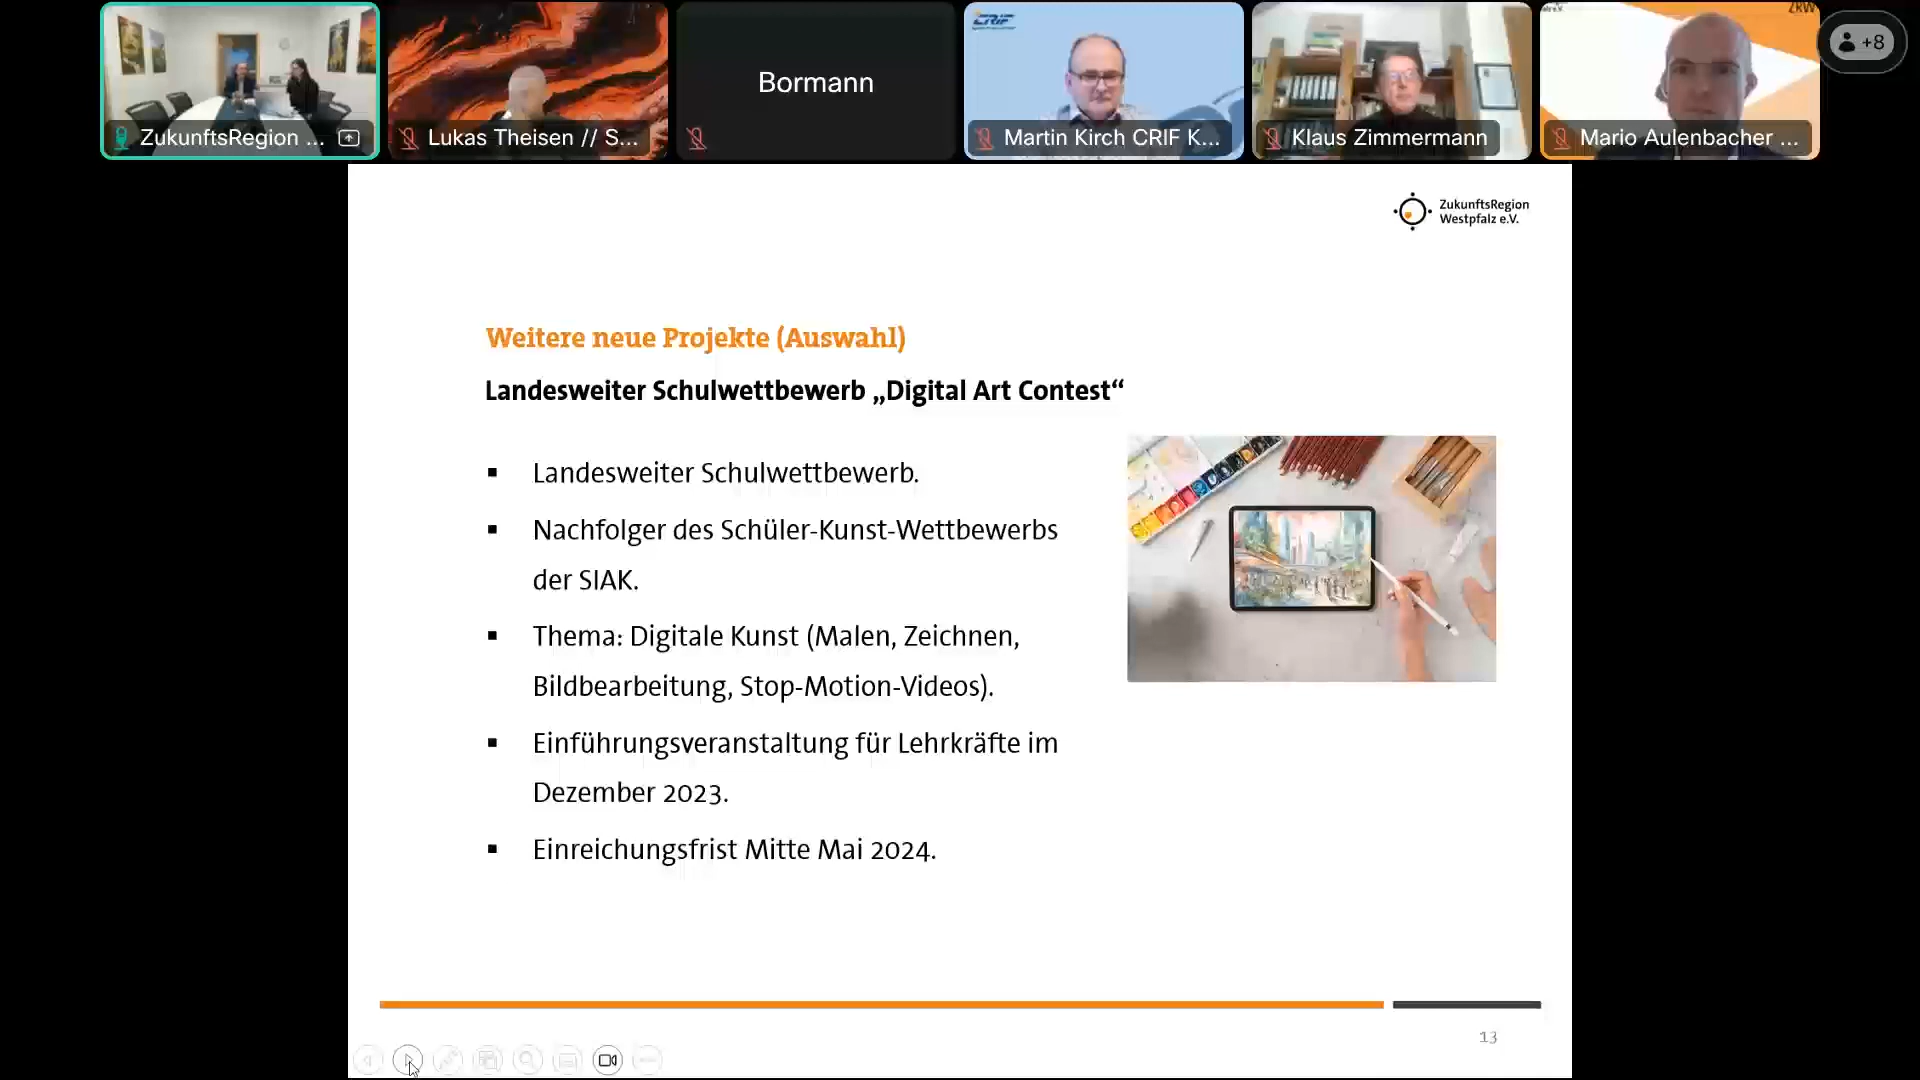 ZukunftsRegion ...
Lukas Theisen // S...
Bormann
Martin Kirch CRIF K...
Klaus Zimmermann
ZRW
Mario Aulenbacher ...
+8
CRIF
ZukunftsRegion
Westpfalz e.V.
Weitere neue Projekte (Auswahl)
Landesweiter Schulwettbewerb „Digital Art Contest“
▪ Landesweiter Schulwettbewerb.
▪ Nachfolger des Schüler-Kunst-Wettbewerbs
der SIAK.
▪ Thema: Digitale Kunst (Malen, Zeichnen,
Bildbearbeitung, Stop-Motion-Videos).
▪ Einführungsveranstaltung für Lehrkräfte im
Dezember 2023.
▪ Einreichungsfrist Mitte Mai 2024.
13